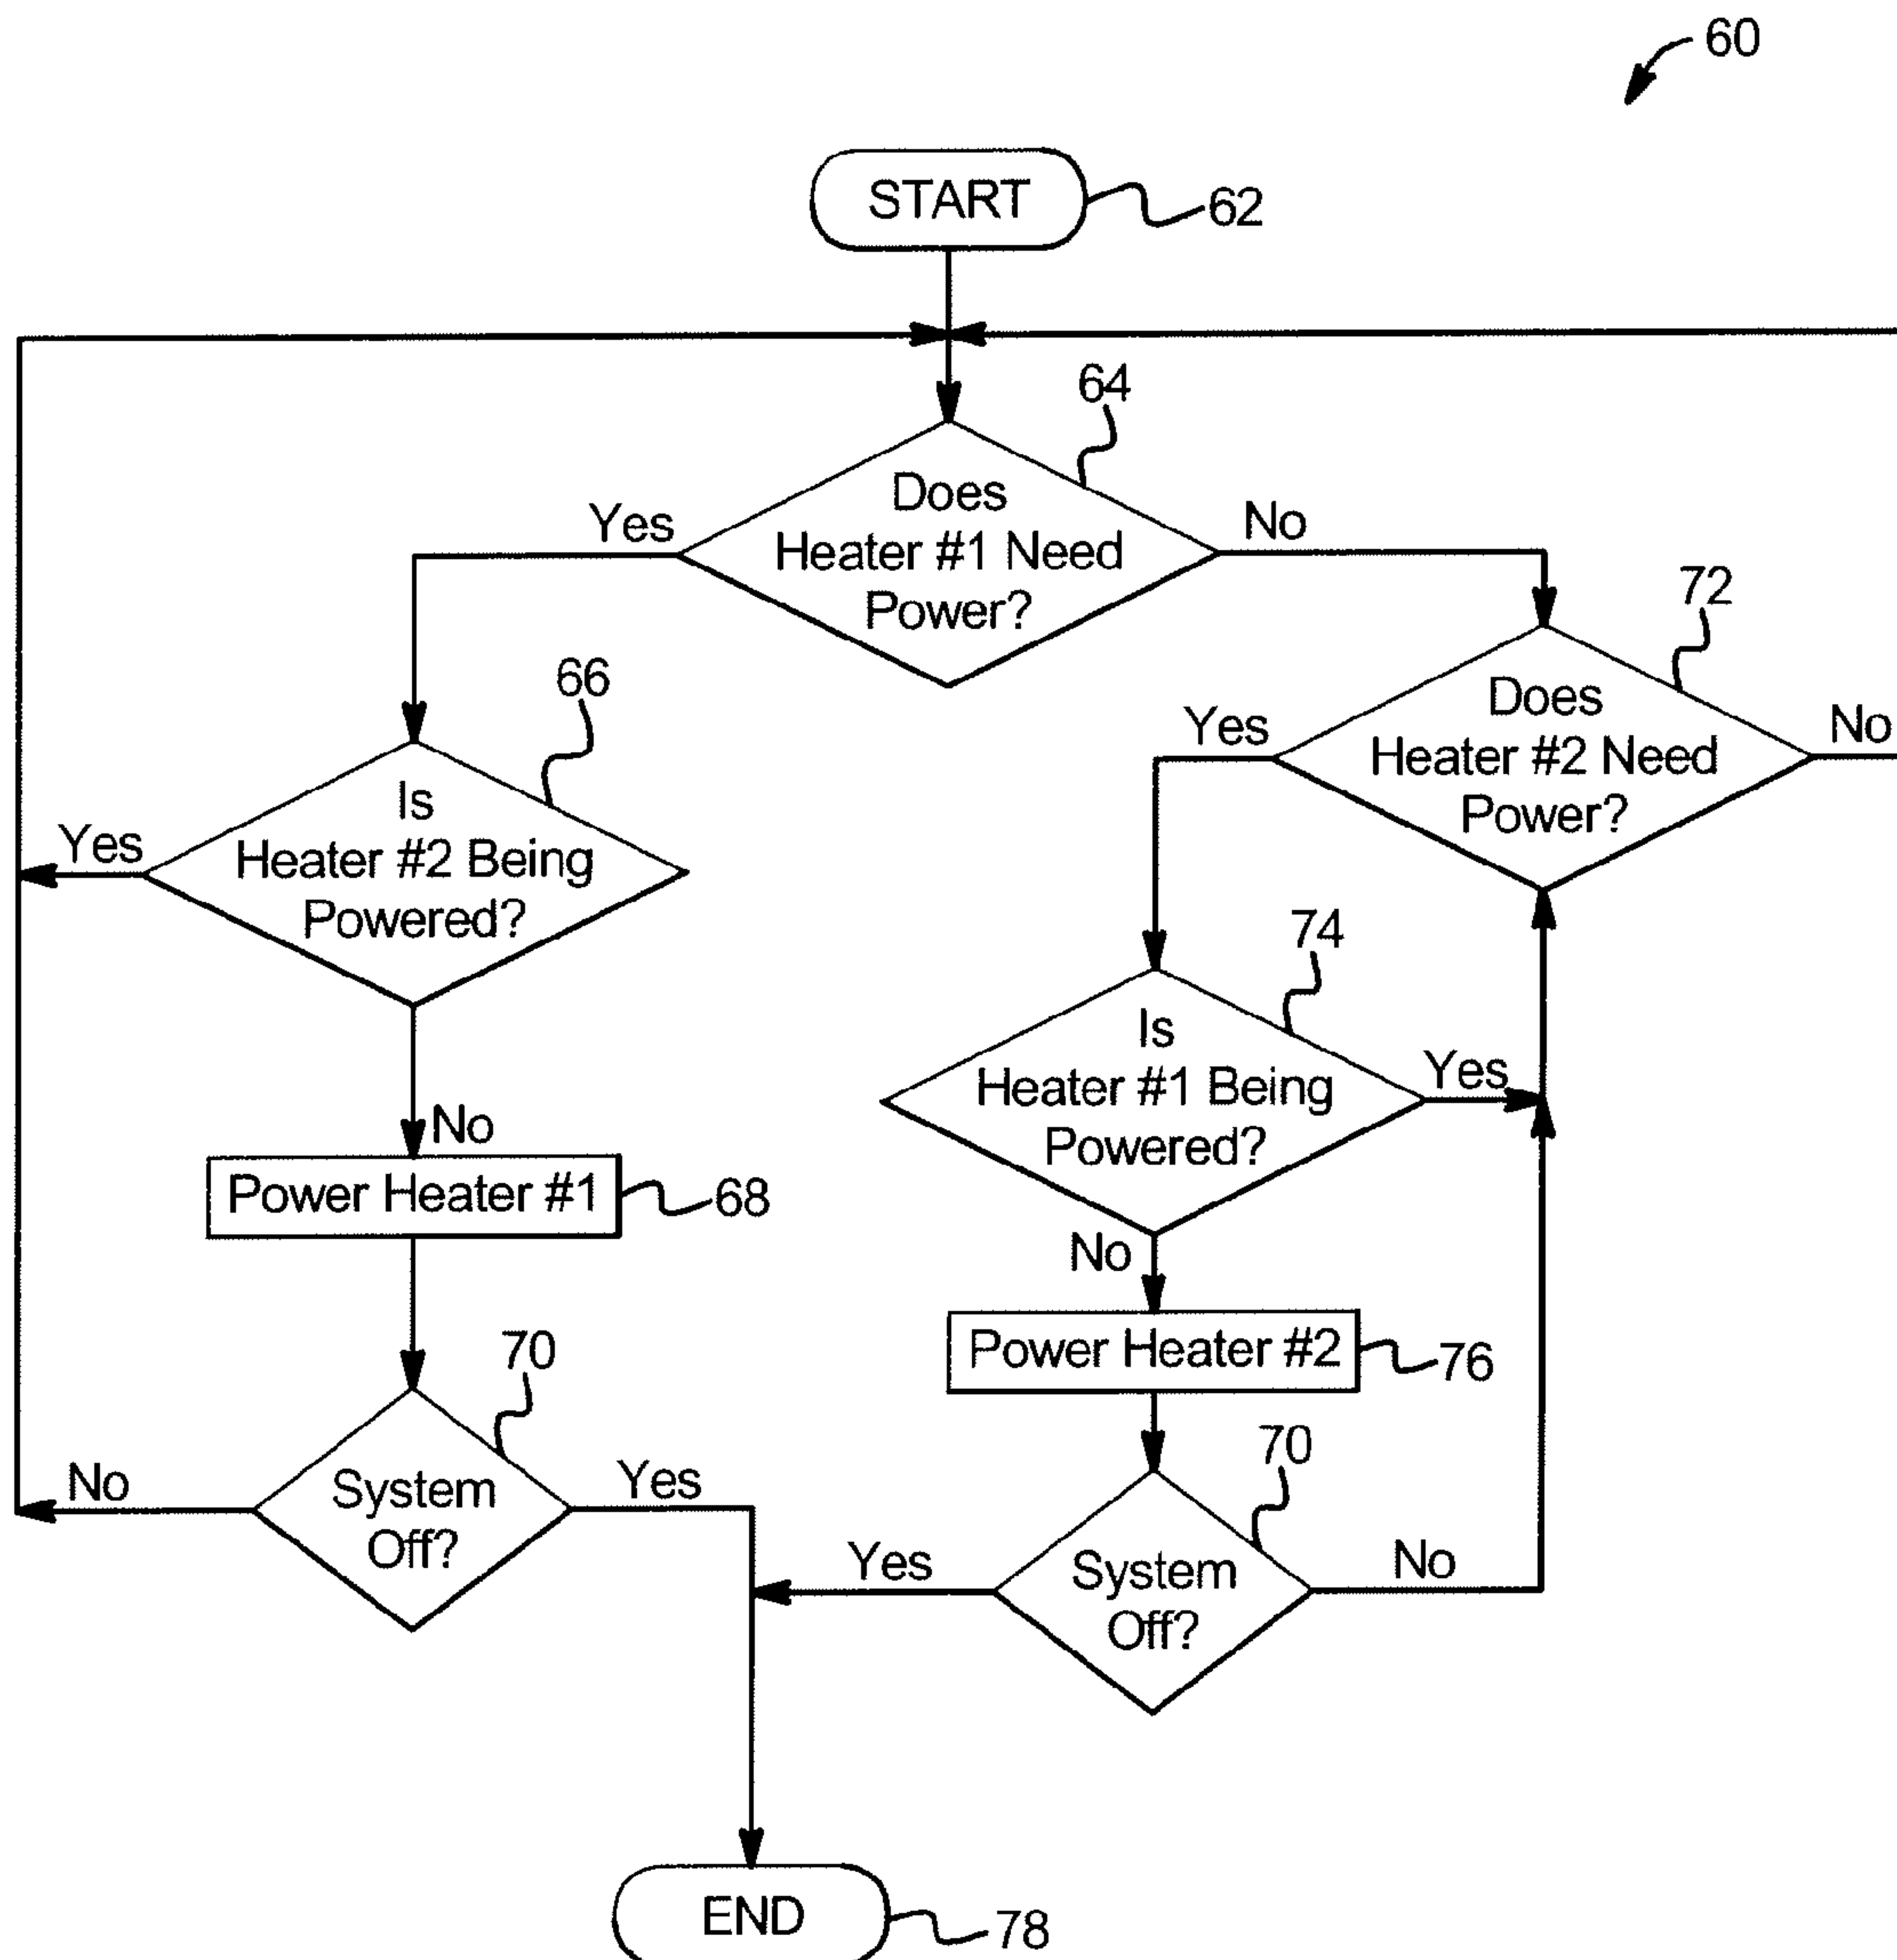 60
START
62
64
Does
Heater #1 Need
Power?
Yes
No
72
Does
Heater #2 Need
Power?
Yes
No
66
Is
Heater #2 Being
Powered?
Yes
No
74
Is
Heater #1 Being
Powered?
Yes
No
Power Heater #1
68
Power Heater #2
76
70
System
Off?
No
Yes
70
System
Off?
Yes
No
END
78